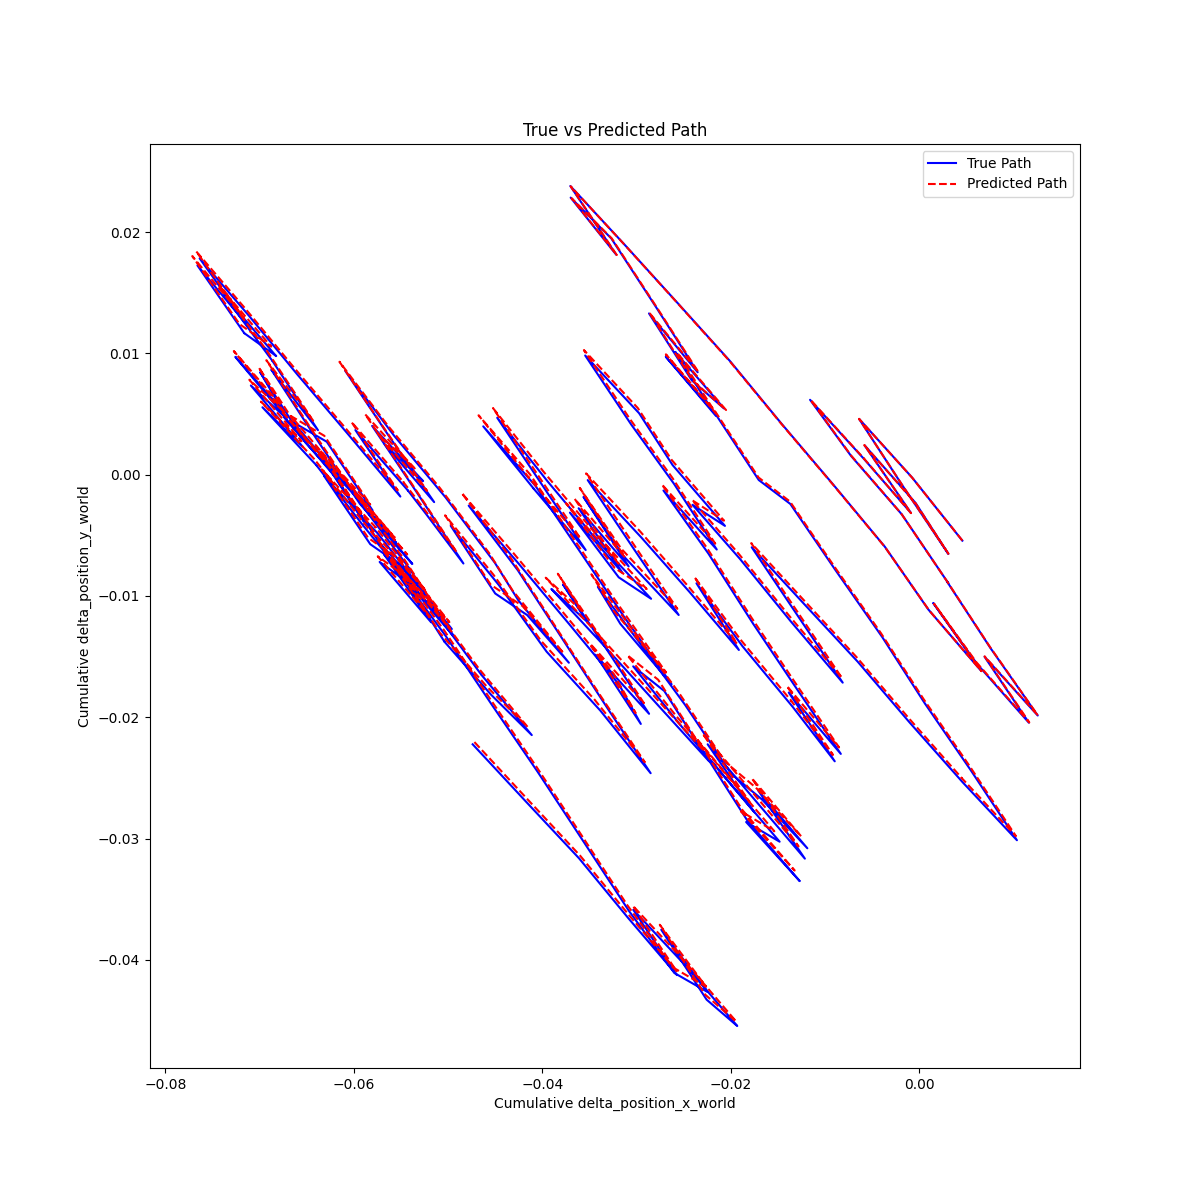 True vs Predicted Path
True Path
Predicted Path
0.02
0.01
0.00
−0.01
−0.02
−0.03
−0.04
Cumulative delta_position_y_world
−0.08
−0.06
−0.04
−0.02
0.00
Cumulative delta_position_x_world